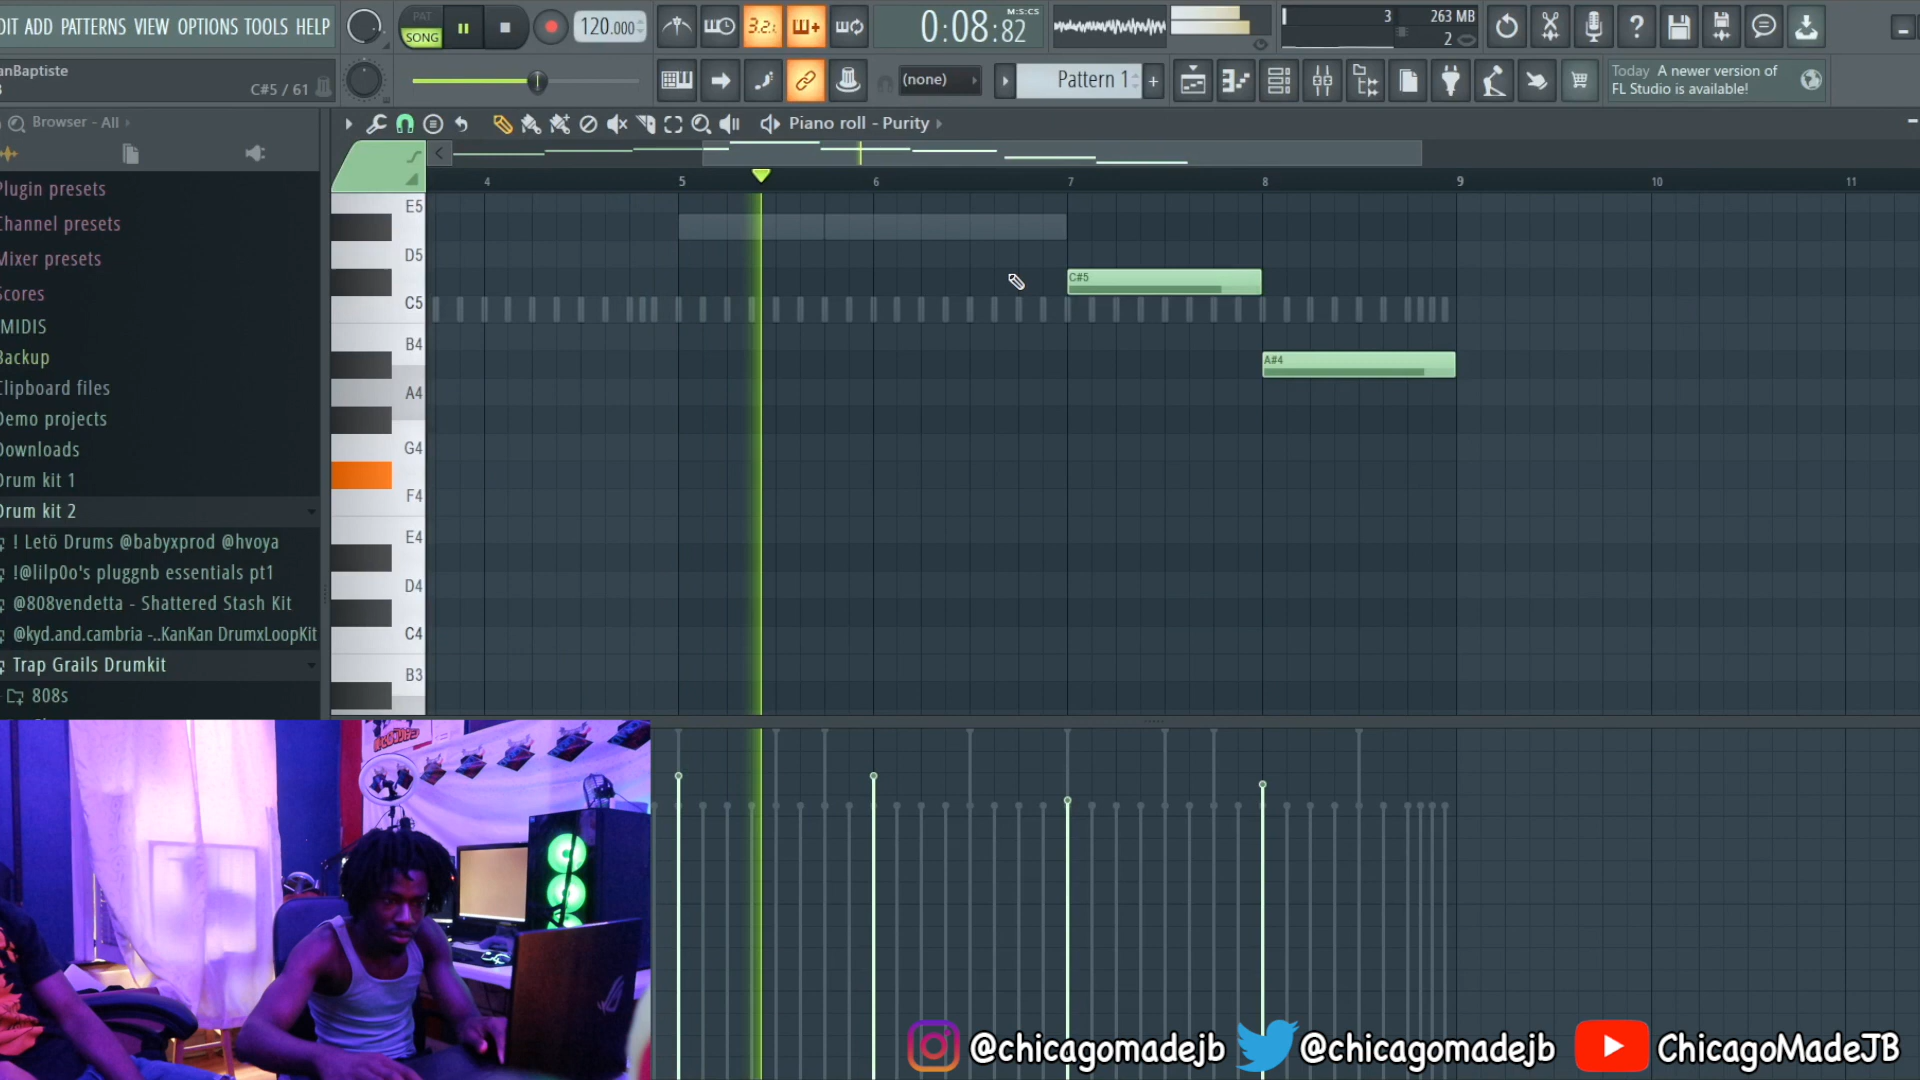 DIT ADD PATTERNS VIEW OPTIONS TOOLS HELP
PAT
SONG
120.000
3.2.
0:08:82
M:S:CS
3
263 MB
2
anBaptiste
C#5 / 61
(none)
Pattern 1
+
Today A newer version of
FL Studio is available!
Browser - All
Piano roll - Purity
Plugin presets
Channel presets
Mixer presets
Scores
MIDIS
Backup
Clipboard files
Demo projects
Downloads
Drum kit 1
Drum kit 2
! Letö Drums @babyxprod @hvoya
!@lilp0o's pluggnb essentials pt1
@808vendetta - Shattered Stash Kit
@kyd.and.cambria -..KanKan DrumxLoopKit
Trap Grails Drumkit
808s
4 5 6 7 8 9 10 11
E5
D5
C5
B4
A4
G4
F4
E4
D4
C4
B3
C#5
A#4
@chicagomadejb @chicagomadejb ChicagoMadeJB